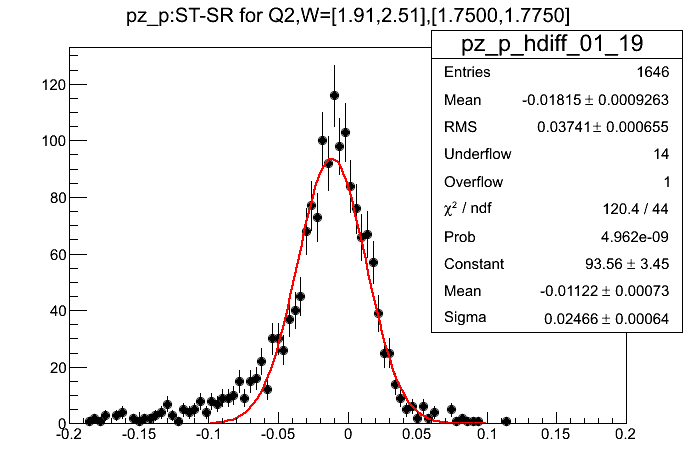 pz_p:ST-SR for Q2,W=[1.91,2.51],[1.7500,1.7750]
pz_p_hdiff_01_19
Entries 1646
Mean -0.01815 ± 0.0009263
RMS 0.03741 ± 0.000655
Underflow 14
Overflow 1
χ² / ndf 120.4 / 44
Prob 4.962e-09
Constant 93.56 ± 3.45
Mean -0.01122 ± 0.00073
Sigma 0.02466 ± 0.00064
120
100
80
60
40
20
0
-0.2 -0.15 -0.1 -0.05 0 0.05 0.1 0.15 0.2